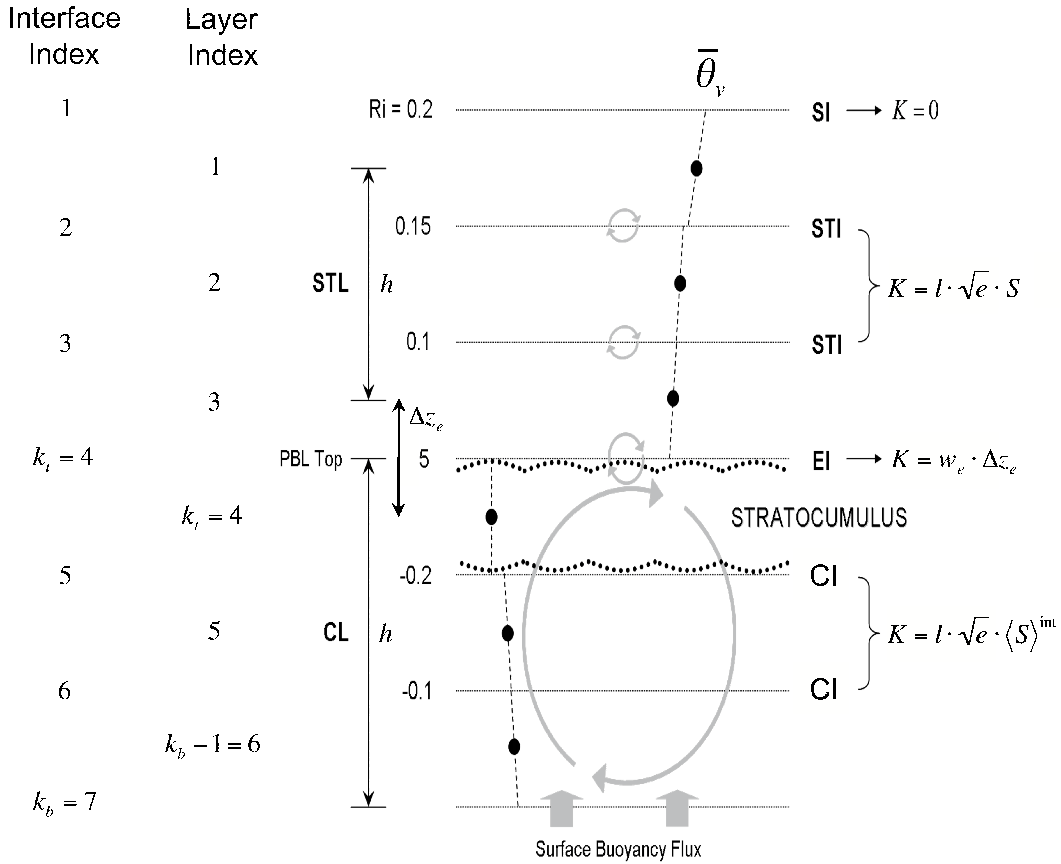 Interface Index
Layer Index
θ̅ᵥ
1
Ri = 0.2
SI → K = 0
1
2
0.15
STI
2
STL
h
K = l · √e · S
3
0.1
STI
3
Δzₑ
kₜ = 4
PBL Top
5
EI → K = wₑ · Δzₑ
kₜ = 4
STRATOCUMULUS
5
-0.2
CI
5
CL
h
K = l · √e · ⟨S⟩ⁱⁿᵗ
6
-0.1
CI
k_b − 1 = 6
k_b = 7
Surface Buoyancy Flux